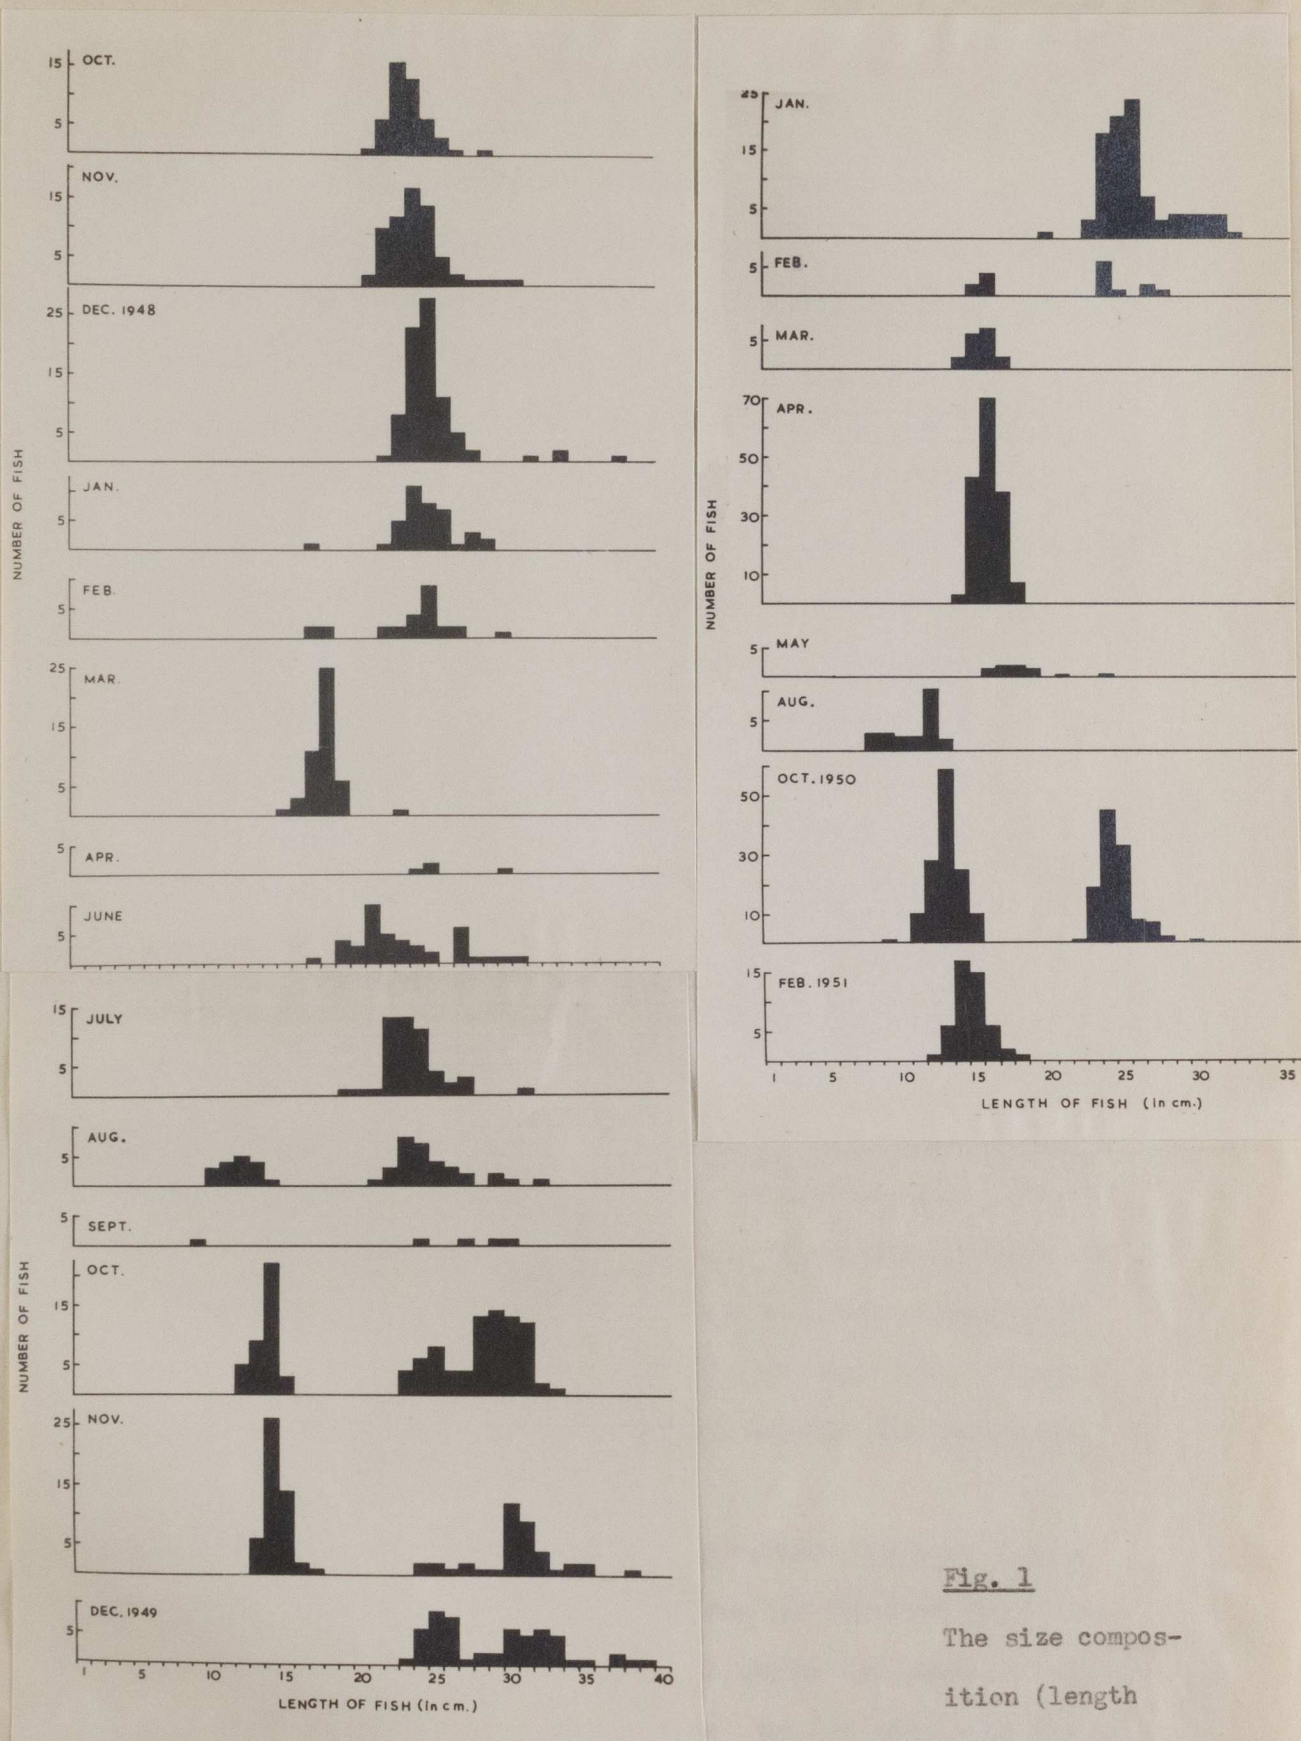 15 OCT.
5
NOV.
15
5
25 DEC. 1948
15
5
JAN.
5
FEB.
5
25
MAR.
15
5
5
APR.
JUNE
5
NUMBER OF FISH
15
JULY
5
AUG.
5
5
SEPT.
OCT.
15
5
25 NOV.
15
5
DEC. 1949
5
NUMBER OF FISH
1 5 10 15 20 25 30 35 40
LENGTH OF FISH (In cm.)
25
JAN.
15
5
5 FEB.
5 MAR.
70
APR.
50
30
10
5 MAY
AUG.
5
OCT. 1950
50
30
10
15
FEB. 1951
5
NUMBER OF FISH
1 5 10 15 20 25 30 35
LENGTH OF FISH (In cm.)
Fig. 1
The size compos-
ition (length